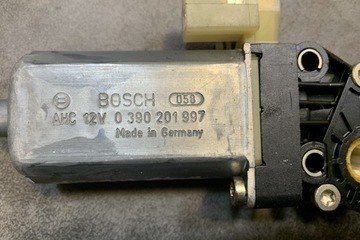 BOSCH 058
AHC 12V 0 390 201 997
Made in Germany